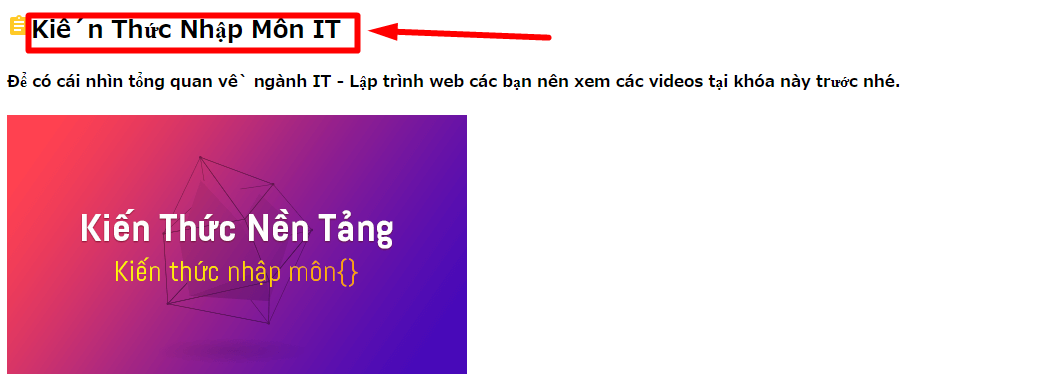 Kiến Thức Nhập Môn IT
Để có cái nhìn tổng quan về ngành IT - Lập trình web các bạn nên xem các videos tại khóa này trước nhé.
Kiến Thức Nền Tảng
Kiến thức nhập môn{}